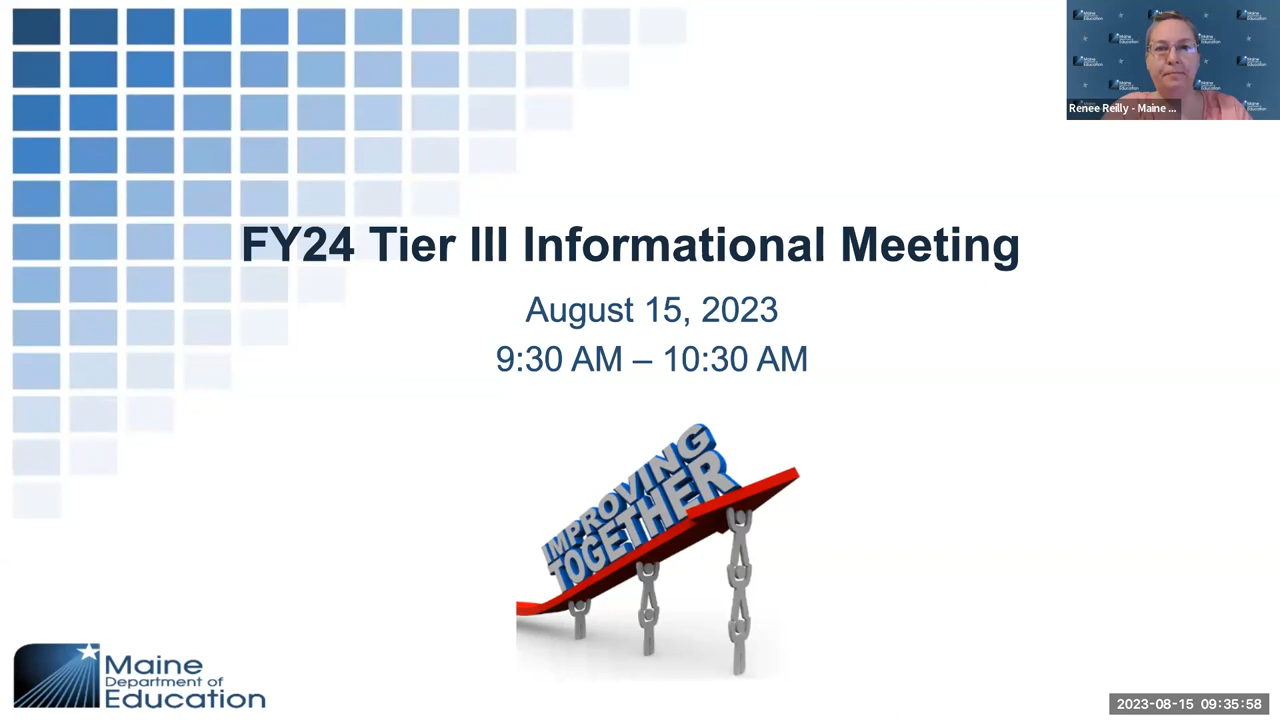 Renee Reilly - Maine ...
FY24 Tier III Informational Meeting
August 15, 2023
9:30 AM – 10:30 AM
IMPROVING
TOGETHER
Maine
Department of
Education
2023-08-15 09:35:58